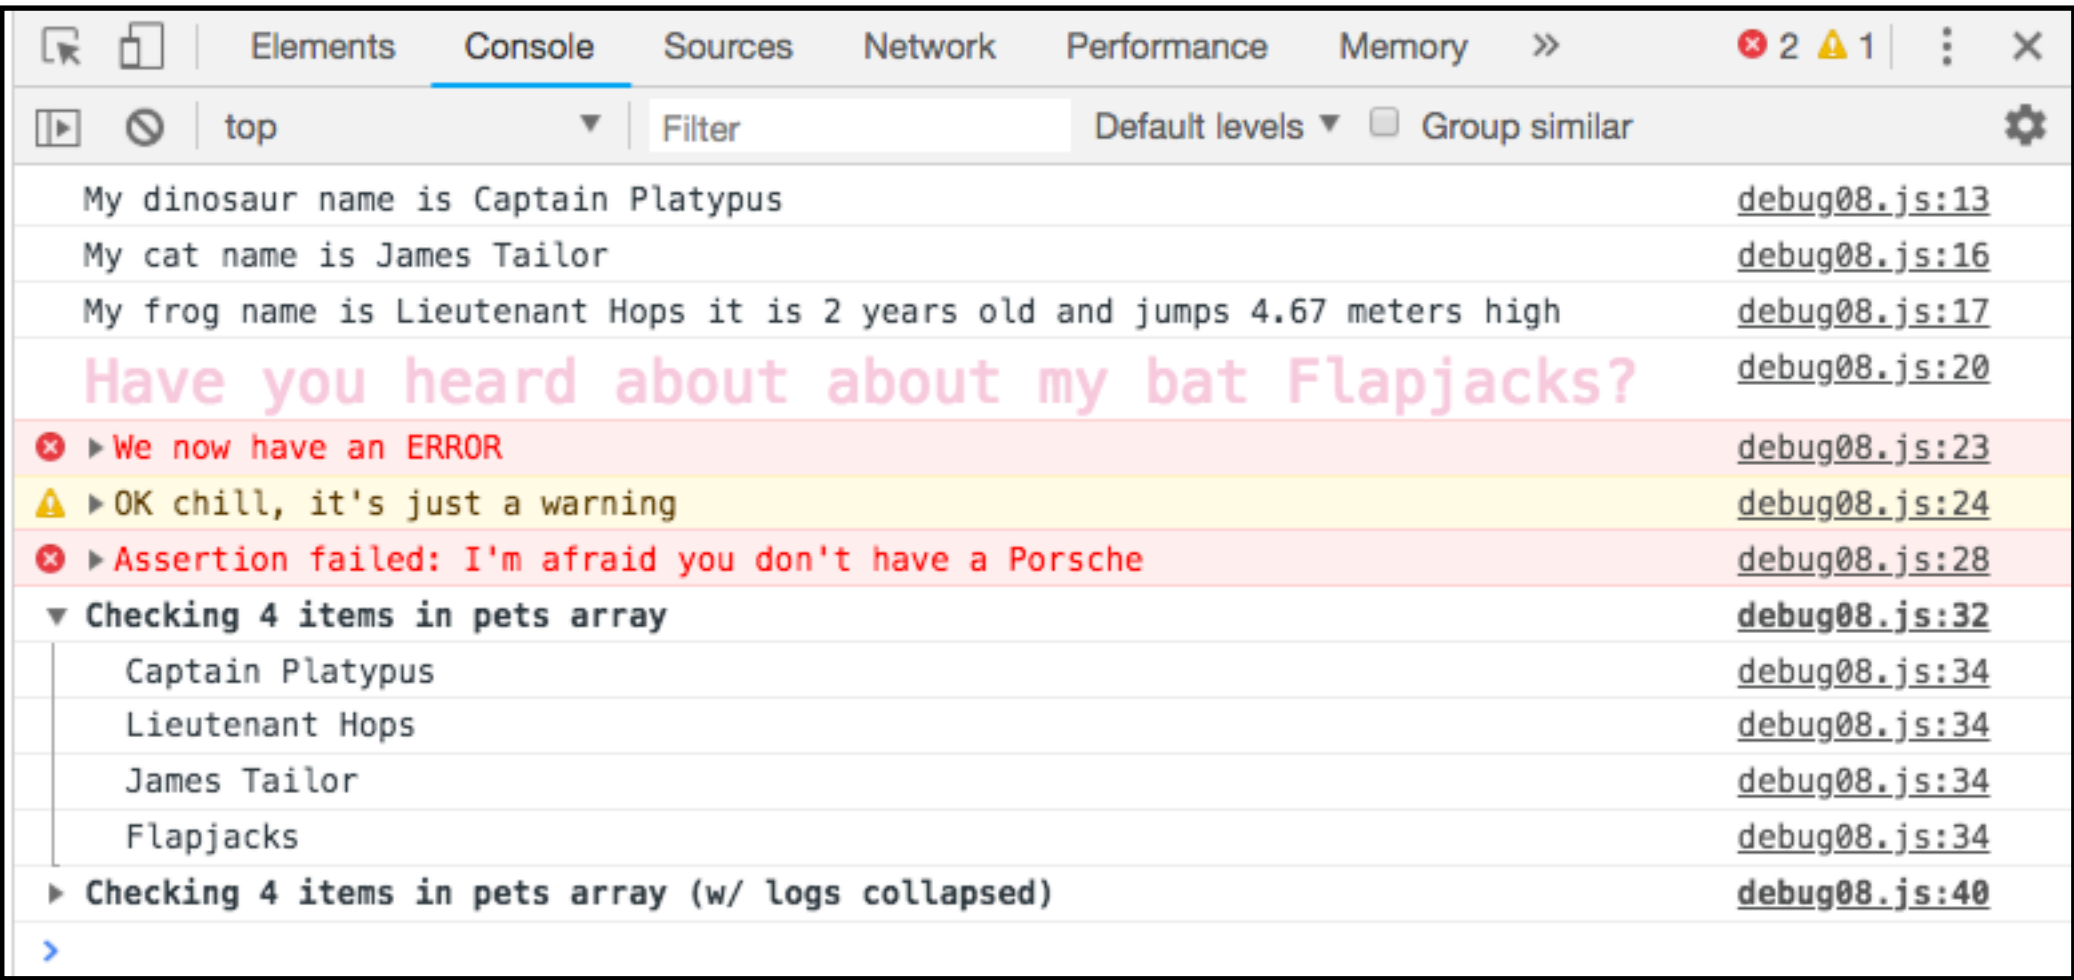 Elements Console Sources Network Performance Memory » 2 1
top Filter Default levels Group similar
My dinosaur name is Captain Platypus debug08.js:13
My cat name is James Tailor debug08.js:16
My frog name is Lieutenant Hops it is 2 years old and jumps 4.67 meters high debug08.js:17
Have you heard about about my bat Flapjacks? debug08.js:20
We now have an ERROR debug08.js:23
OK chill, it's just a warning debug08.js:24
Assertion failed: I'm afraid you don't have a Porsche debug08.js:28
Checking 4 items in pets array debug08.js:32
Captain Platypus debug08.js:34
Lieutenant Hops debug08.js:34
James Tailor debug08.js:34
Flapjacks debug08.js:34
Checking 4 items in pets array (w/ logs collapsed) debug08.js:40